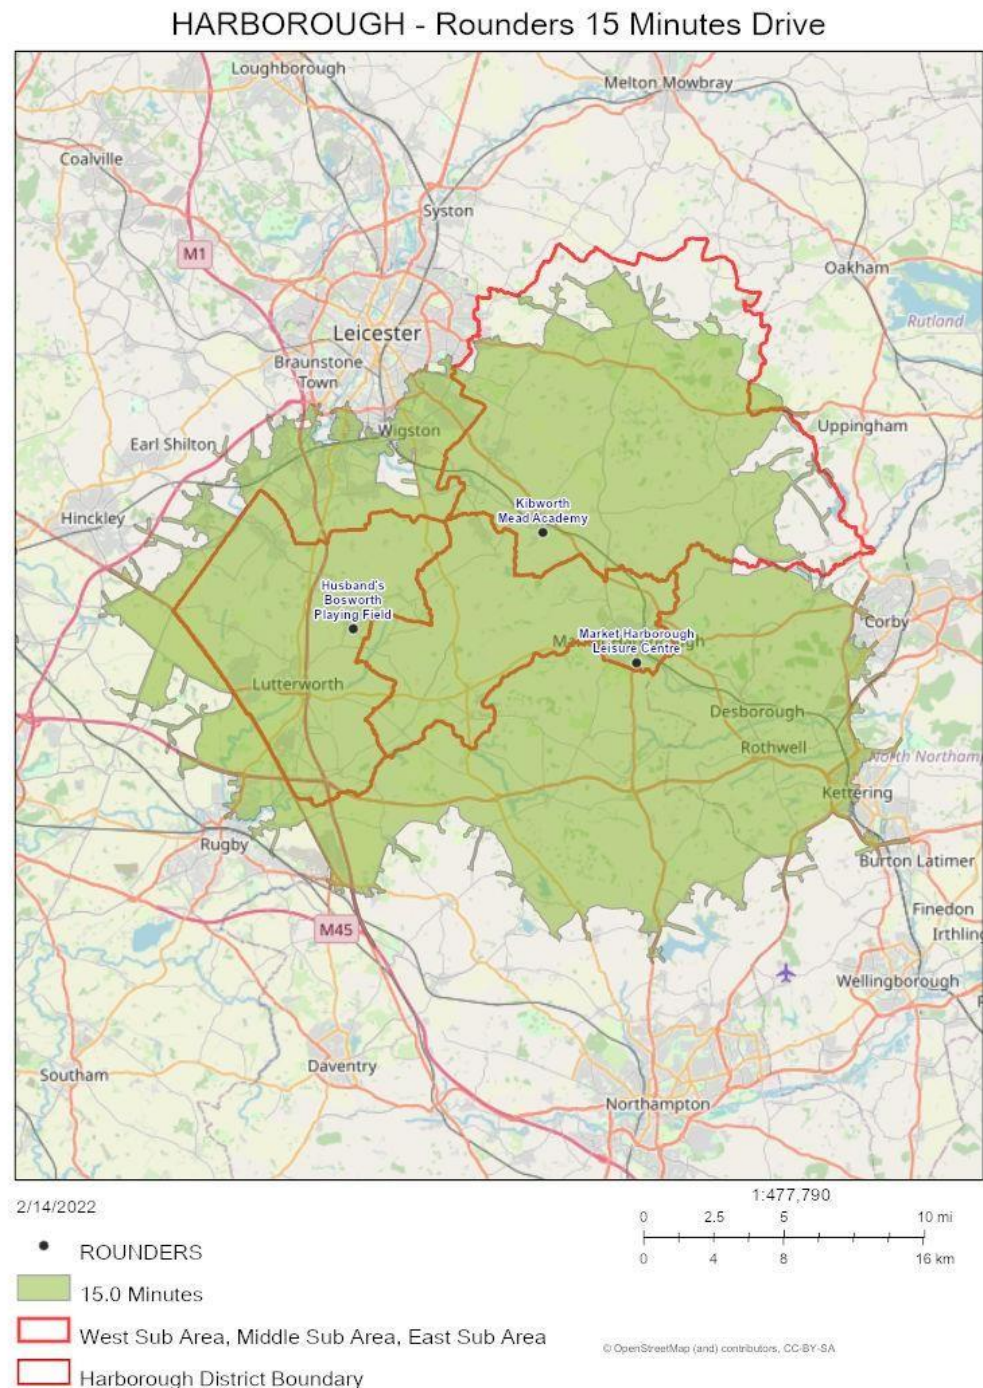 HARBOROUGH - Rounders 15 Minutes Drive
Loughborough
Melton Mowbray
Coalville
Syston
M1
Oakham
Rutland
Leicester
Braunstone
Town
Earl Shilton
Wigston
Uppingham
Hinckley
Kibworth
Mead Academy
Husband's
Bosworth
Playing Field
Corby
Market Harborough
Leisure Centre
Lutterworth
Desborough
Rothwell
North Northamp
Kettering
Rugby
Burton Latimer
M45
Finedon
Irthling
Wellingborough
Daventry
Southam
Northampton
2/14/2022
1:477,790
0 2.5 5 10 mi
0 4 8 16 km
ROUNDERS
15.0 Minutes
West Sub Area, Middle Sub Area, East Sub Area
© OpenStreetMap (and) contributors, CC-BY-SA
Harborough District Boundary